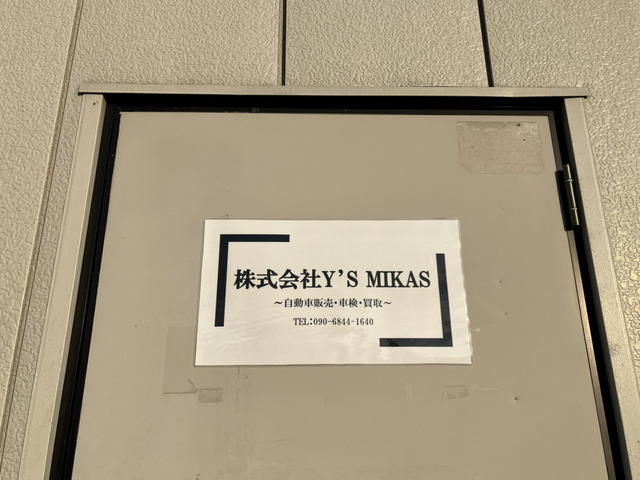 株式会社Y'S MIKAS
～自動車販売・車検・買取～
TEL:090-6844-1640